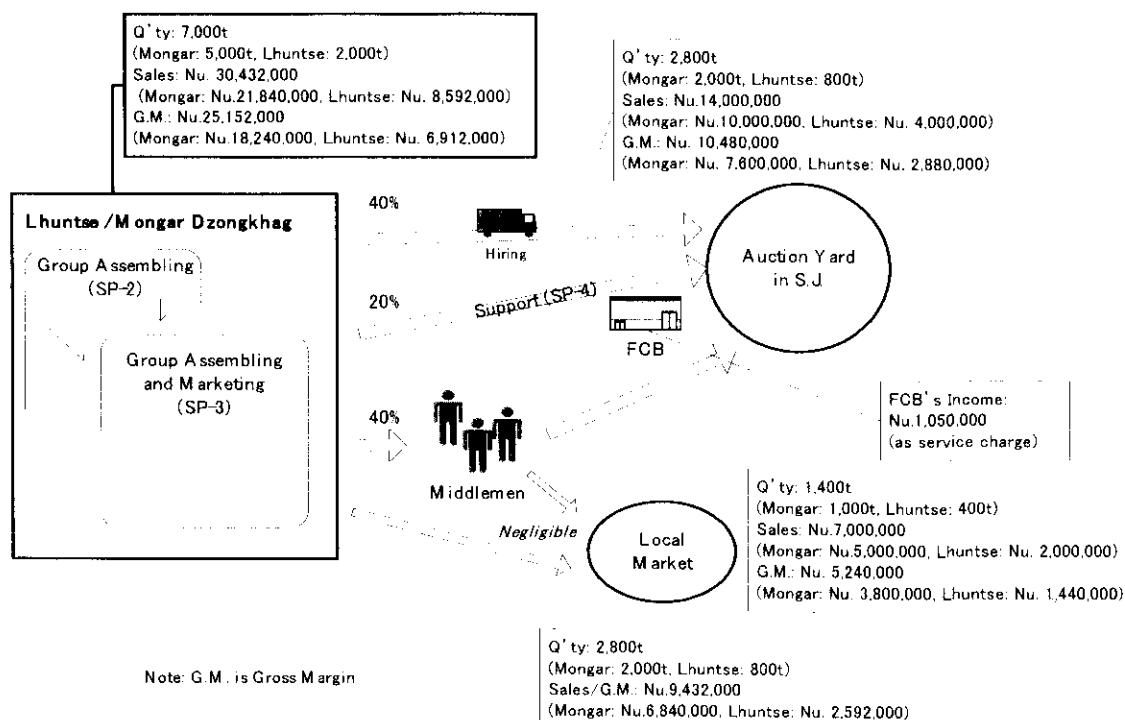 Q'ty: 7,000t
(Mongar: 5,000t, Lhuntse: 2,000t)
Sales: Nu. 30,432,000
(Mongar: Nu.21,840,000, Lhuntse: Nu. 8,592,000)
G.M.: Nu.25,152,000
(Mongar: Nu.18,240,000, Lhuntse: Nu. 6,912,000)
Q'ty: 2,800t
(Mongar: 2,000t, Lhuntse: 800t)
Sales: Nu.14,000,000
(Mongar: Nu.10,000,000, Lhuntse: Nu. 4,000,000)
G.M.: Nu. 10,480,000
(Mongar: Nu. 7,600,000, Lhuntse: Nu. 2,880,000)
Lhuntse /Mongar Dzongkhag
Group Assembling
(SP-2)
Group Assembling
and Marketing
(SP-3)
40%
Hiring
20%
Support (SP-4)
FCB
Auction Yard
in S.J.
40%
Middlemen
FCB's Income:
Nu.1,050,000
(as service charge)
Negligible
Local
Market
Q'ty: 1,400t
(Mongar: 1,000t, Lhuntse: 400t)
Sales: Nu.7,000,000
(Mongar: Nu.5,000,000, Lhuntse: Nu. 2,000,000)
G.M.: Nu. 5,240,000
(Mongar: Nu. 3,800,000, Lhuntse: Nu. 1,440,000)
Note: G.M. is Gross Margin
Q'ty: 2,800t
(Mongar: 2,000t, Lhuntse: 800t)
Sales/G.M.: Nu.9,432,000
(Mongar: Nu.6,840,000, Lhuntse: Nu. 2,592,000)